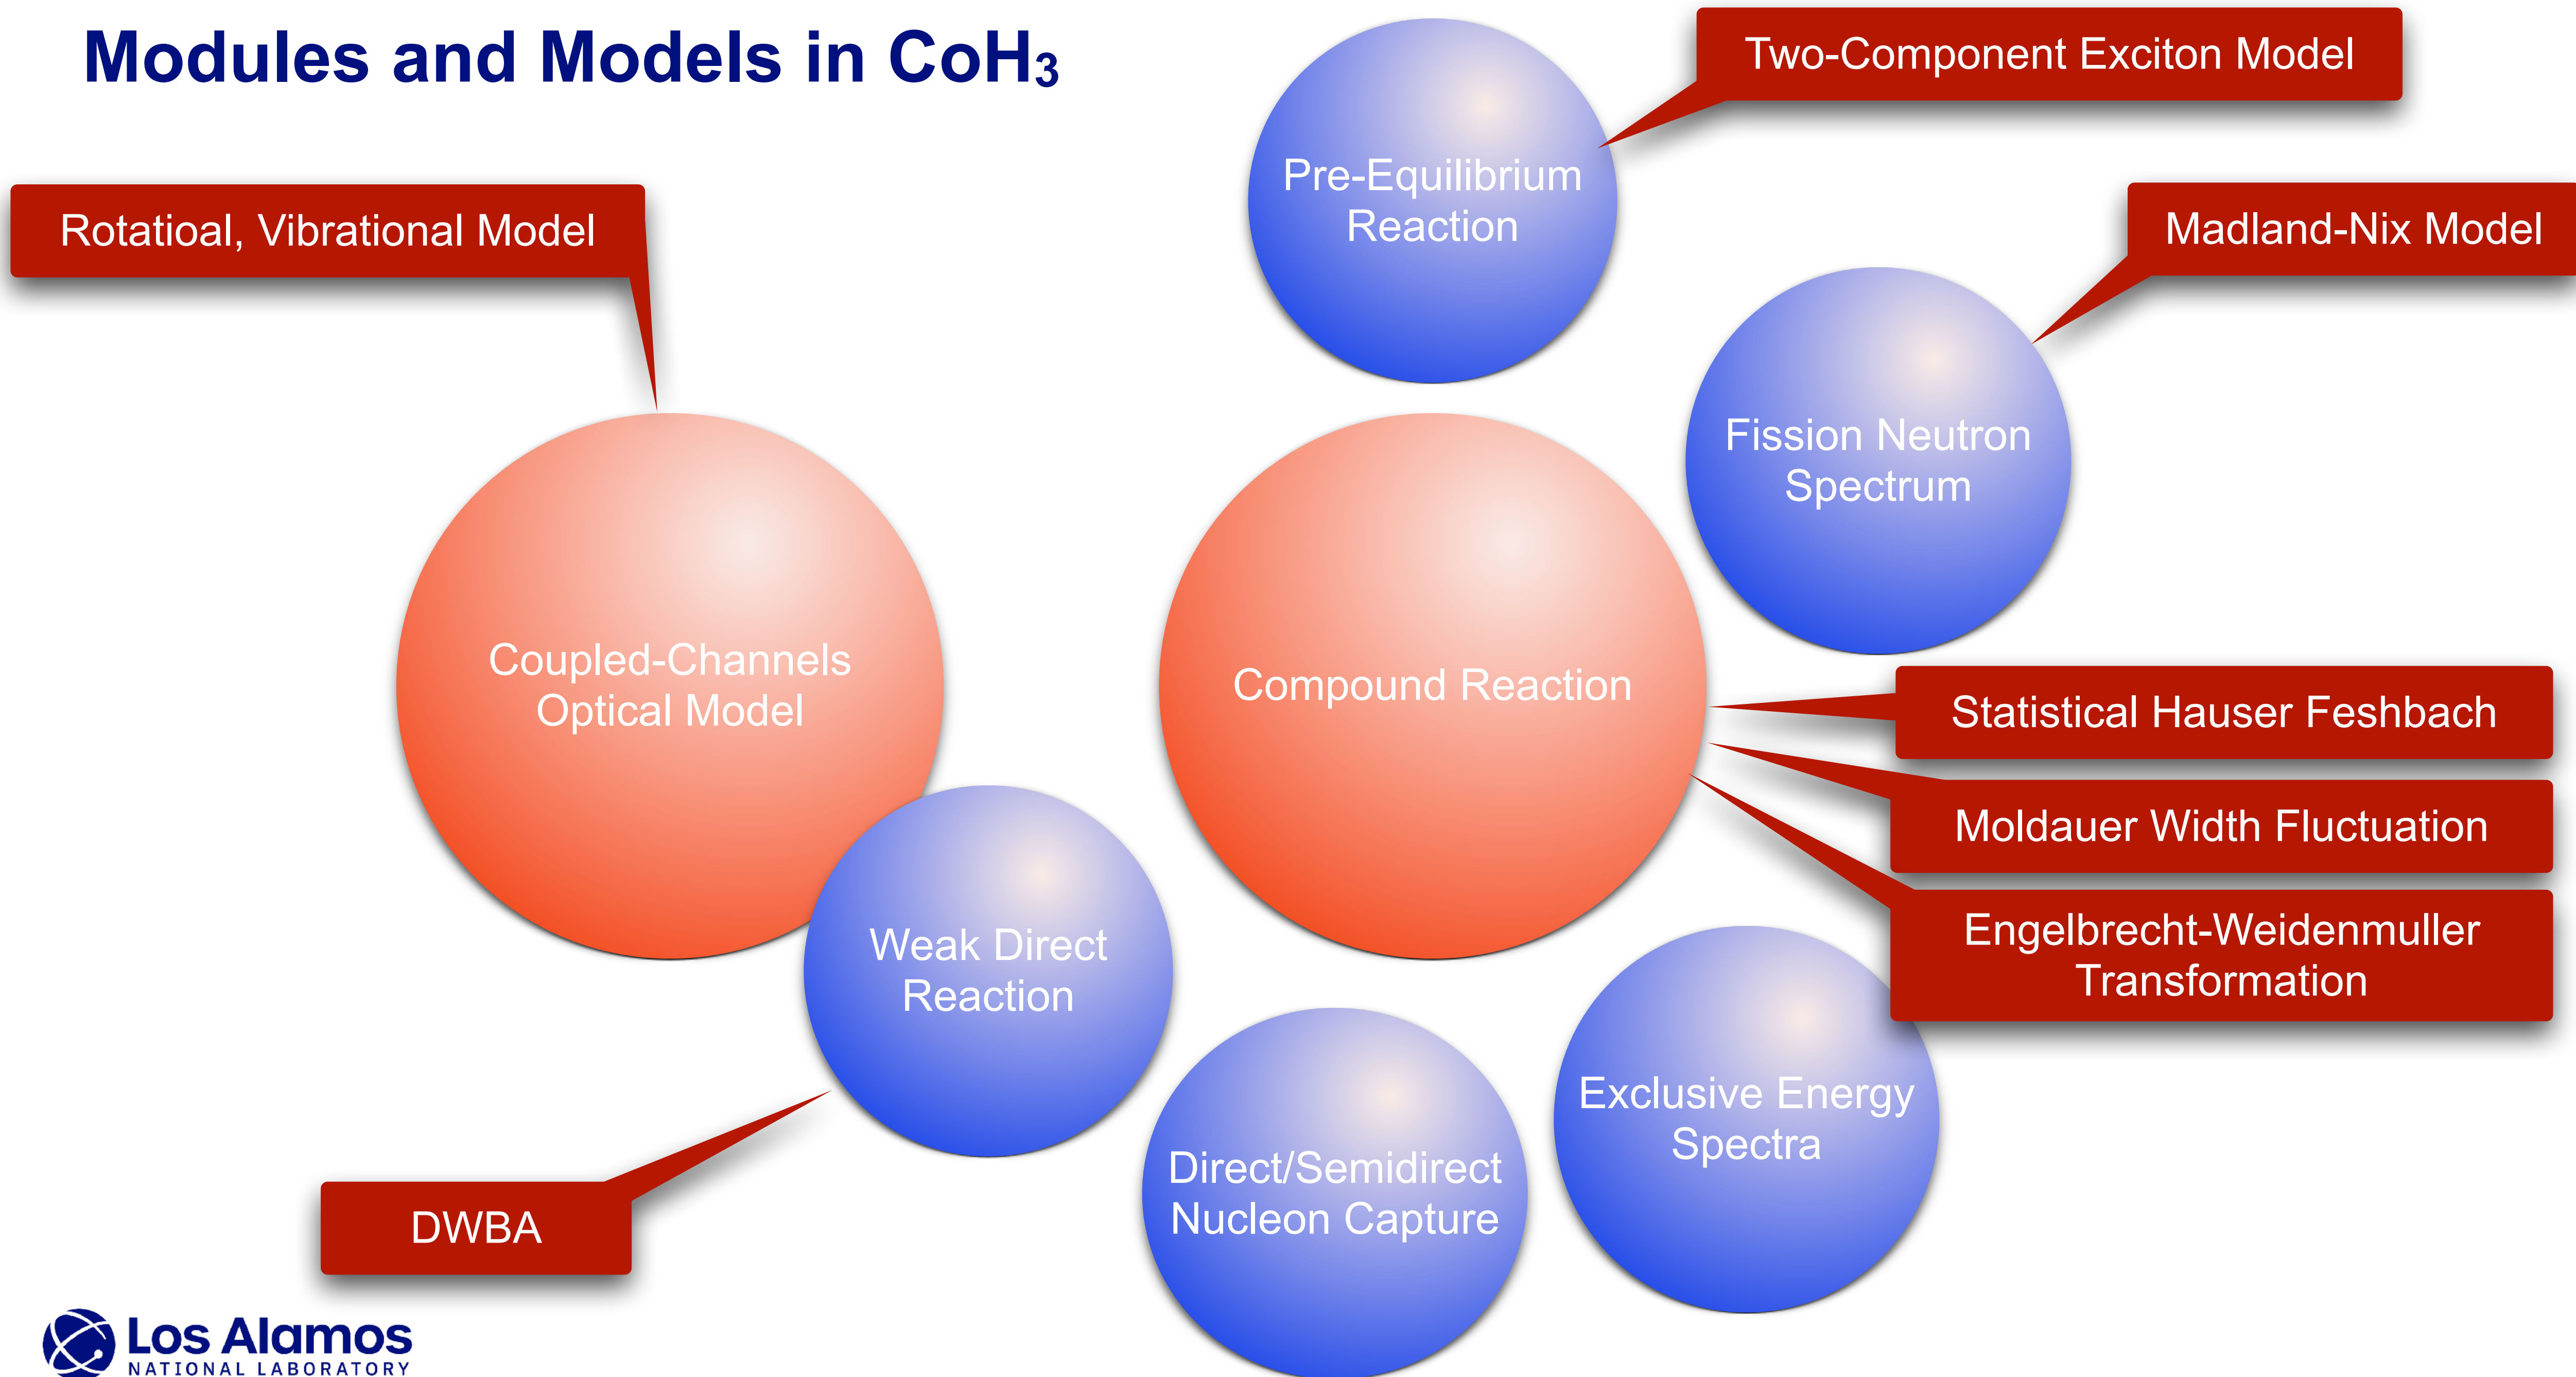 Modules and Models in CoH₃
Two-Component Exciton Model
Pre-Equilibrium
Reaction
Rotatioal, Vibrational Model
Madland-Nix Model
Fission Neutron
Spectrum
Coupled-Channels
Optical Model
Compound Reaction
Statistical Hauser Feshbach
Moldauer Width Fluctuation
Engelbrecht-Weidenmuller
Transformation
Weak Direct
Reaction
Exclusive Energy
Spectra
Direct/Semidirect
Nucleon Capture
DWBA
Los Alamos
NATIONAL LABORATORY